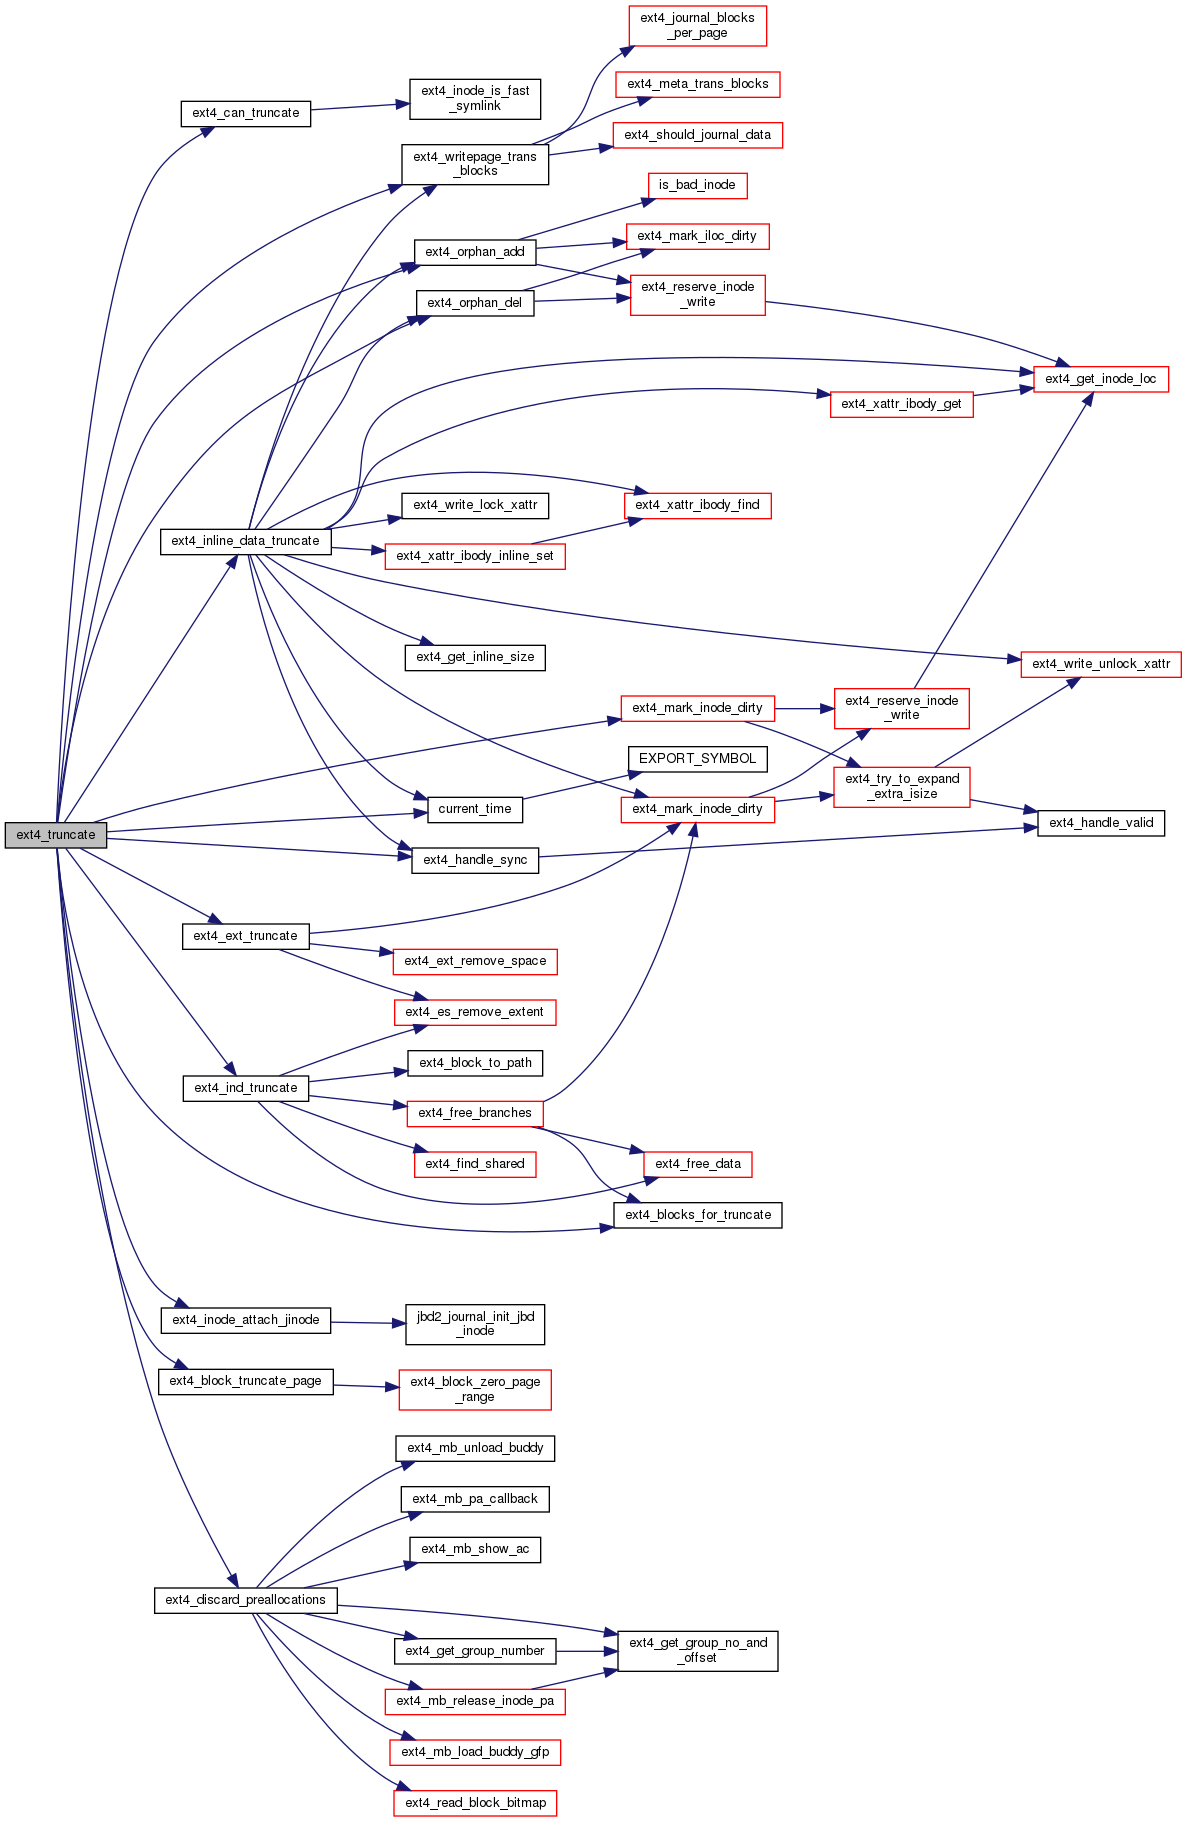 ext4_journal_blocks
_per_page
ext4_inode_is_fast
_symlink
ext4_meta_trans_blocks
ext4_can_truncate
ext4_should_journal_data
ext4_writepage_trans
_blocks
is_bad_inode
ext4_mark_iloc_dirty
ext4_orphan_add
ext4_reserve_inode
_write
ext4_orphan_del
ext4_get_inode_loc
ext4_xattr_ibody_get
ext4_write_lock_xattr
ext4_xattr_ibody_find
ext4_inline_data_truncate
ext4_xattr_ibody_inline_set
ext4_get_inline_size
ext4_write_unlock_xattr
ext4_mark_inode_dirty
ext4_reserve_inode
_write
EXPORT_SYMBOL
ext4_try_to_expand
_extra_isize
current_time
ext4_mark_inode_dirty
ext4_handle_valid
ext4_truncate
ext4_handle_sync
ext4_ext_truncate
ext4_ext_remove_space
ext4_es_remove_extent
ext4_block_to_path
ext4_ind_truncate
ext4_free_branches
ext4_find_shared
ext4_free_data
ext4_blocks_for_truncate
ext4_inode_attach_jinode
jbd2_journal_init_jbd
_inode
ext4_block_truncate_page
ext4_block_zero_page
_range
ext4_mb_unload_buddy
ext4_mb_pa_callback
ext4_mb_show_ac
ext4_discard_preallocations
ext4_get_group_number
ext4_get_group_no_and
_offset
ext4_mb_release_inode_pa
ext4_mb_load_buddy_gfp
ext4_read_block_bitmap